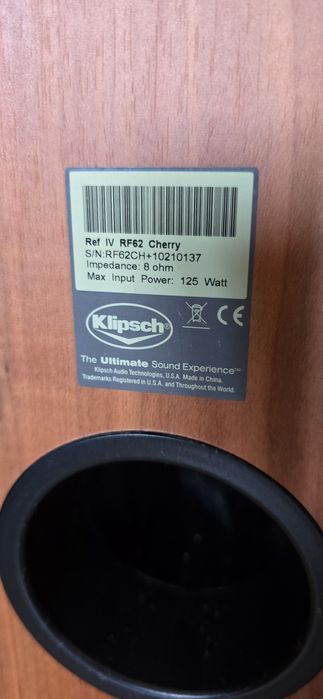 Ref IV RF62 Cherry
S/N:RF62CH+10210137
Impedance: 8 ohm
Max Input Power: 125 Watt
Klipsch®
CE
The Ultimate Sound Experience™
Klipsch Audio Technologies, U.S.A. Made in China.
Trademarks Registered in U.S.A. and Throughout the World.